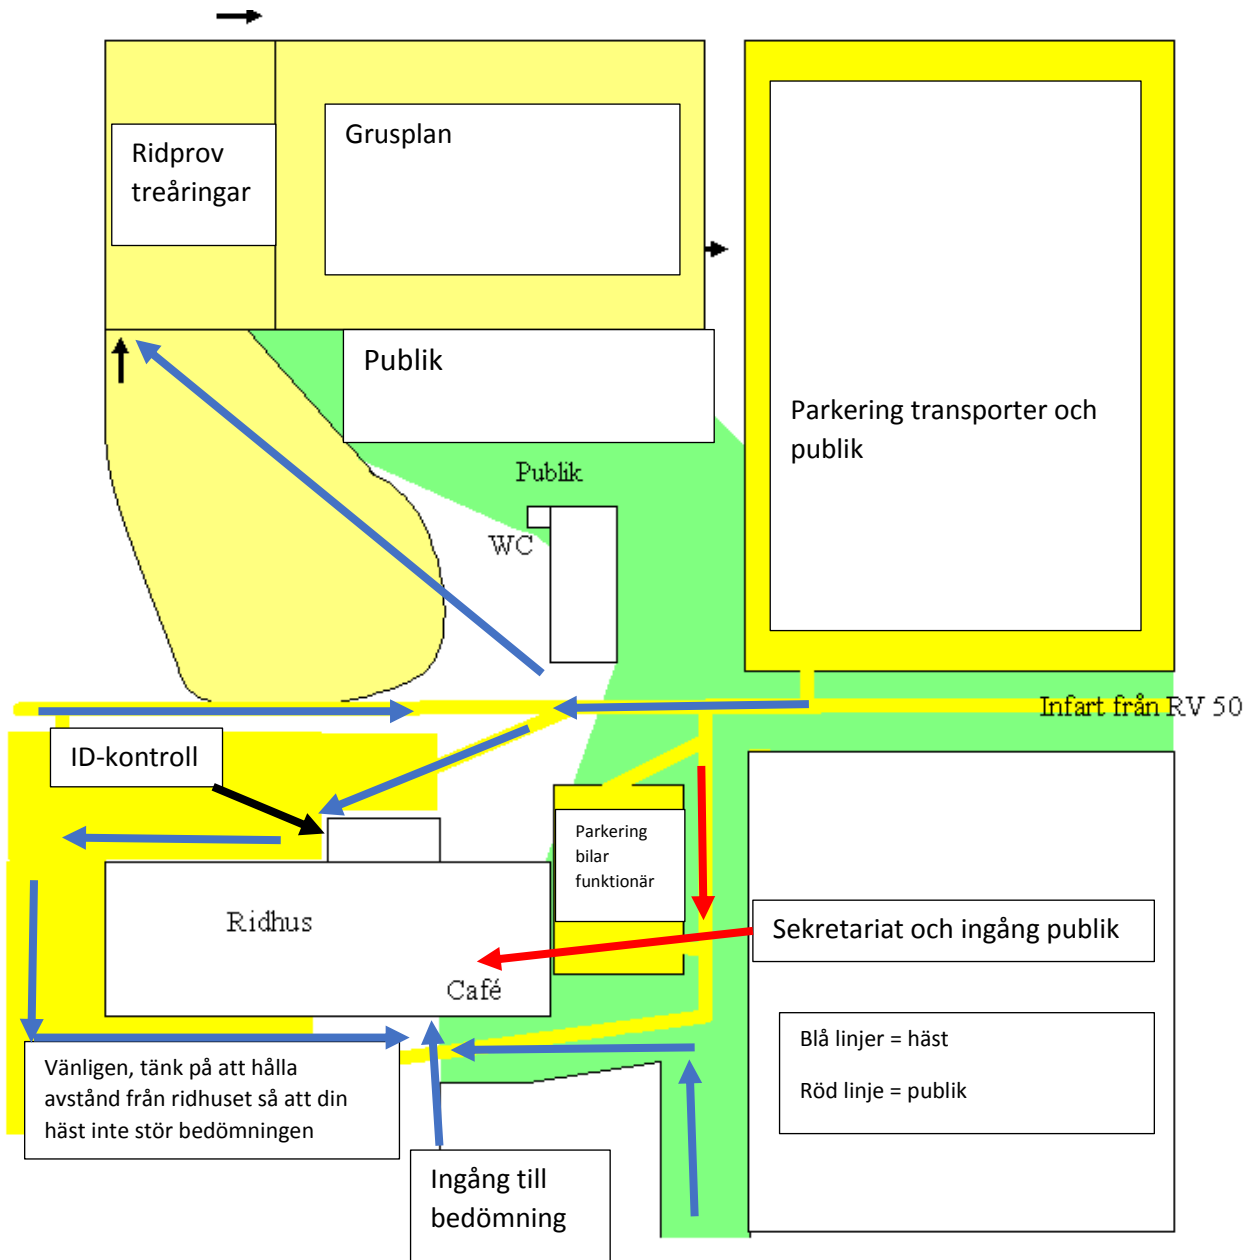 Ridprov
treåringar
Grusplan
Publik
Parkering transporter och
publik
Publik
WC
Infart från RV 50
ID-kontroll
Parkering
bilar
funktionär
Ridhus
Café
Sekretariat och ingång publik
Blå linjer = häst
Röd linje = publik
Vänligen, tänk på att hålla
avstånd från ridhuset så att din
häst inte stör bedömningen
Ingång till
bedömning